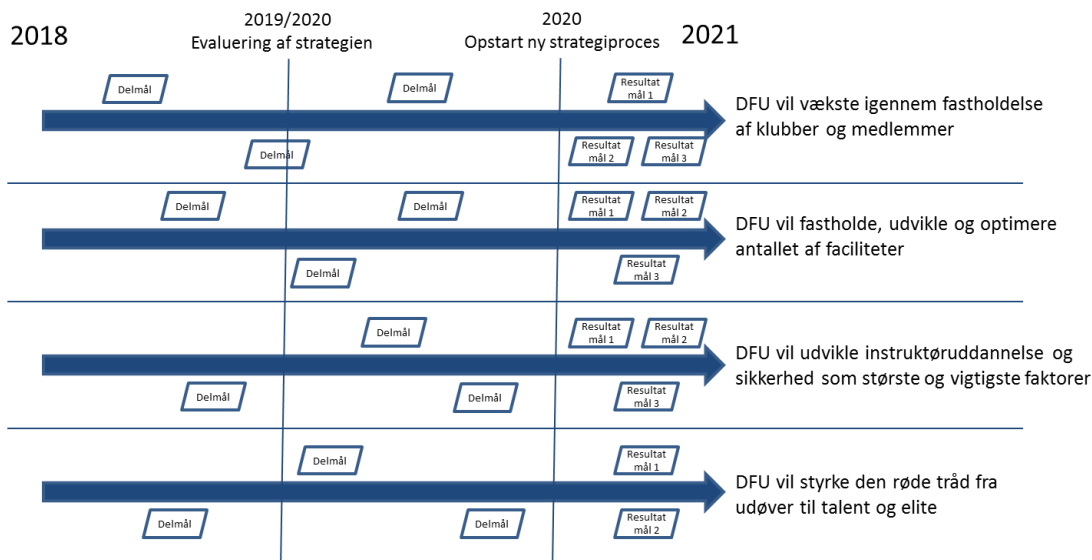 2018
2019/2020
Evaluering af strategien
2020
Opstart ny strategiproces
2021
Delmål
Delmål
Resultat
mål 1
DFU vil vækste igennem fastholdelse
af klubber og medlemmer
Delmål
Resultat
mål 2
Resultat
mål 3
Delmål
Delmål
Resultat
mål 1
Resultat
mål 2
DFU vil fastholde, udvikle og optimere
antallet af faciliteter
Delmål
Resultat
mål 3
Delmål
Resultat
mål 1
Resultat
mål 2
DFU vil udvikle instruktøruddannelse og
sikkerhed som største og vigtigste faktorer
Delmål
Delmål
Resultat
mål 3
Delmål
Resultat
mål 1
DFU vil styrke den røde tråd fra
udøver til talent og elite
Delmål
Delmål
Resultat
mål 2